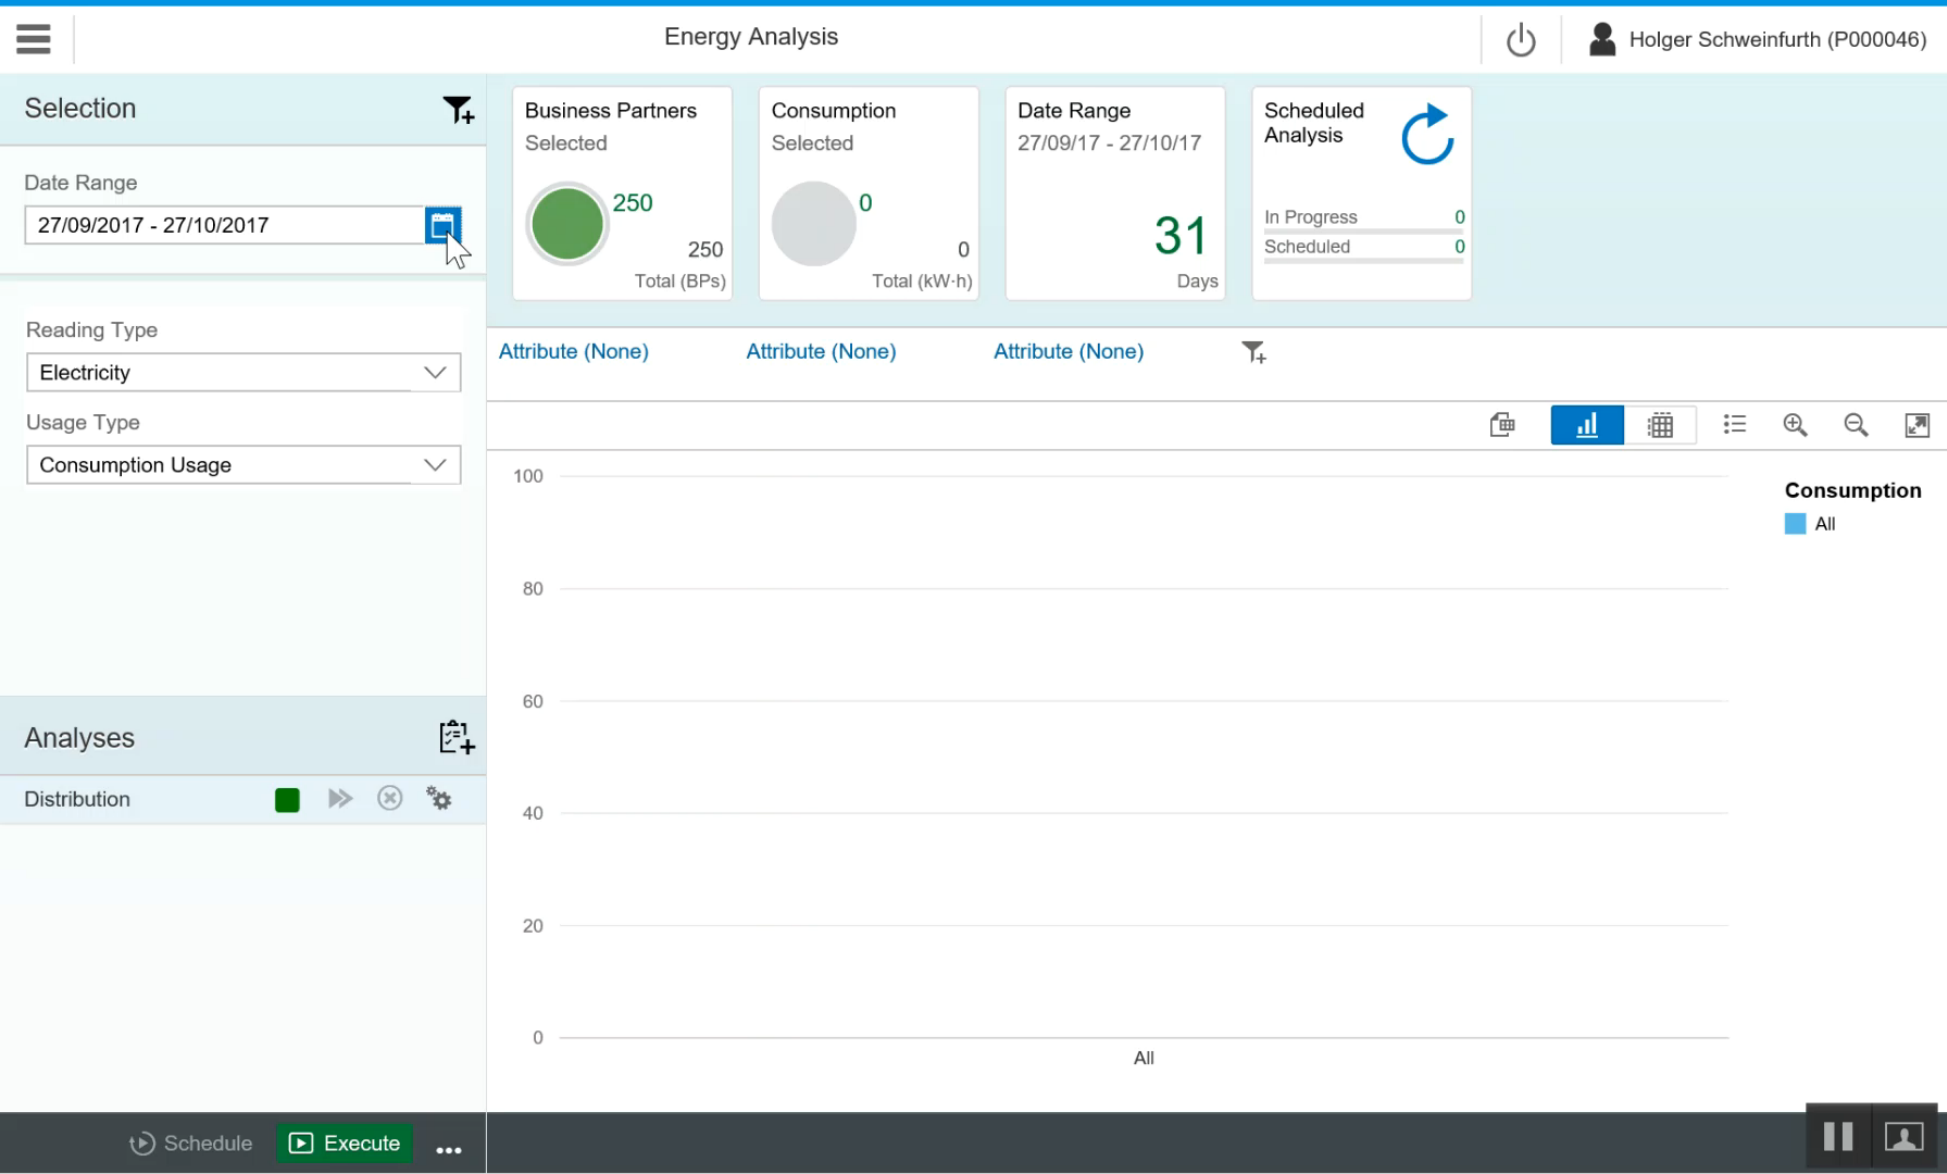 Energy Analysis
Holger Schweinfurth (P000046)
Selection
Date Range
27/09/2017 - 27/10/2017
Reading Type
Electricity
Usage Type
Consumption Usage
Analyses
Distribution
Schedule
Execute
...
Business Partners
Selected
250
250
Total (BPs)
Consumption
Selected
0
0
Total (kW·h)
Date Range
27/09/17 - 27/10/17
31
Days
Scheduled
Analysis
In Progress 0
Scheduled 0
Attribute (None) Attribute (None) Attribute (None)
100
80
60
40
20
0
All
Consumption
All